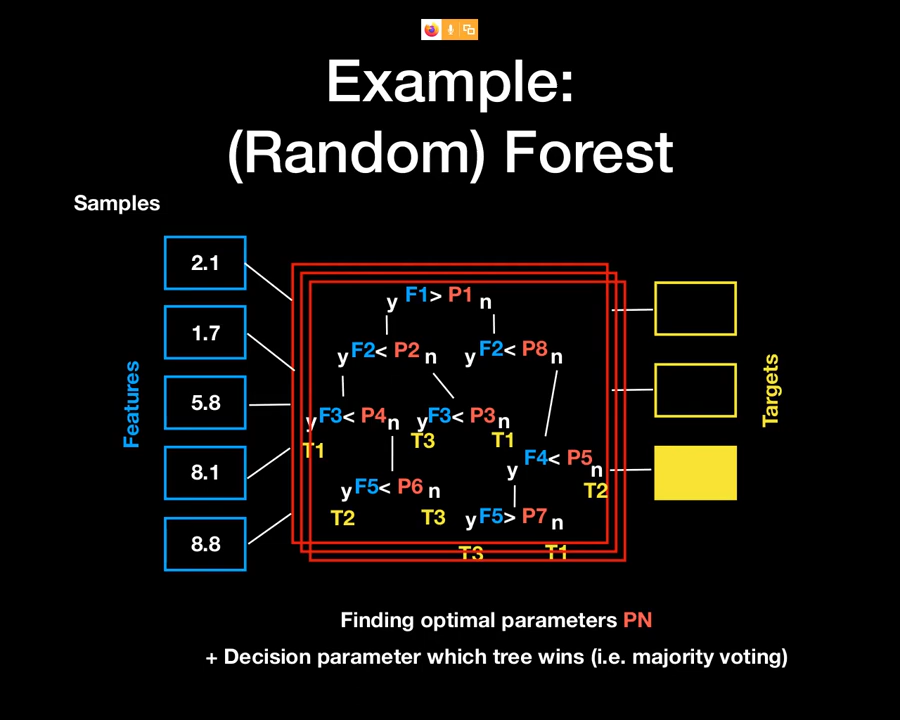 Example:
(Random) Forest
Samples
2.1
1.7
5.8
8.1
8.8
Features
y F1> P1 n
y F2< P2 n
y F2< P8 n
y F3< P4 n
y F3< P3 n
T1
T3
T1
y F4< P5 n
T2
y F5< P6 n
T2
T3
y F5> P7 n
T3
T1
Targets
Finding optimal parameters PN
+ Decision parameter which tree wins (i.e. majority voting)